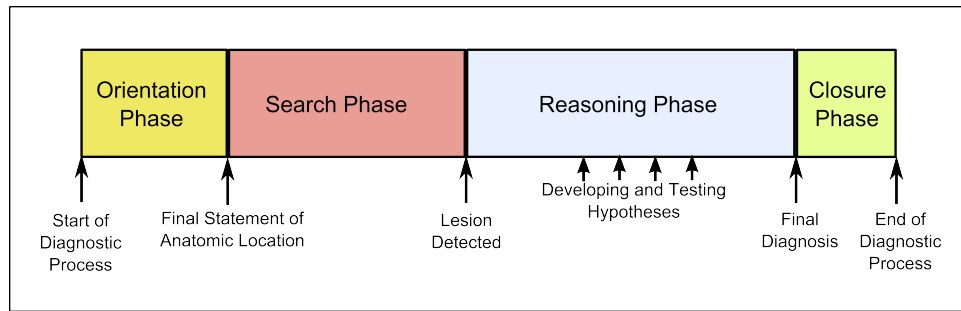 Orientation
Phase
Search Phase
Reasoning Phase
Closure
Phase
Start of
Diagnostic
Process
Final Statement of
Anatomic Location
Lesion
Detected
Developing and Testing
Hypotheses
Final
Diagnosis
End of
Diagnostic
Process